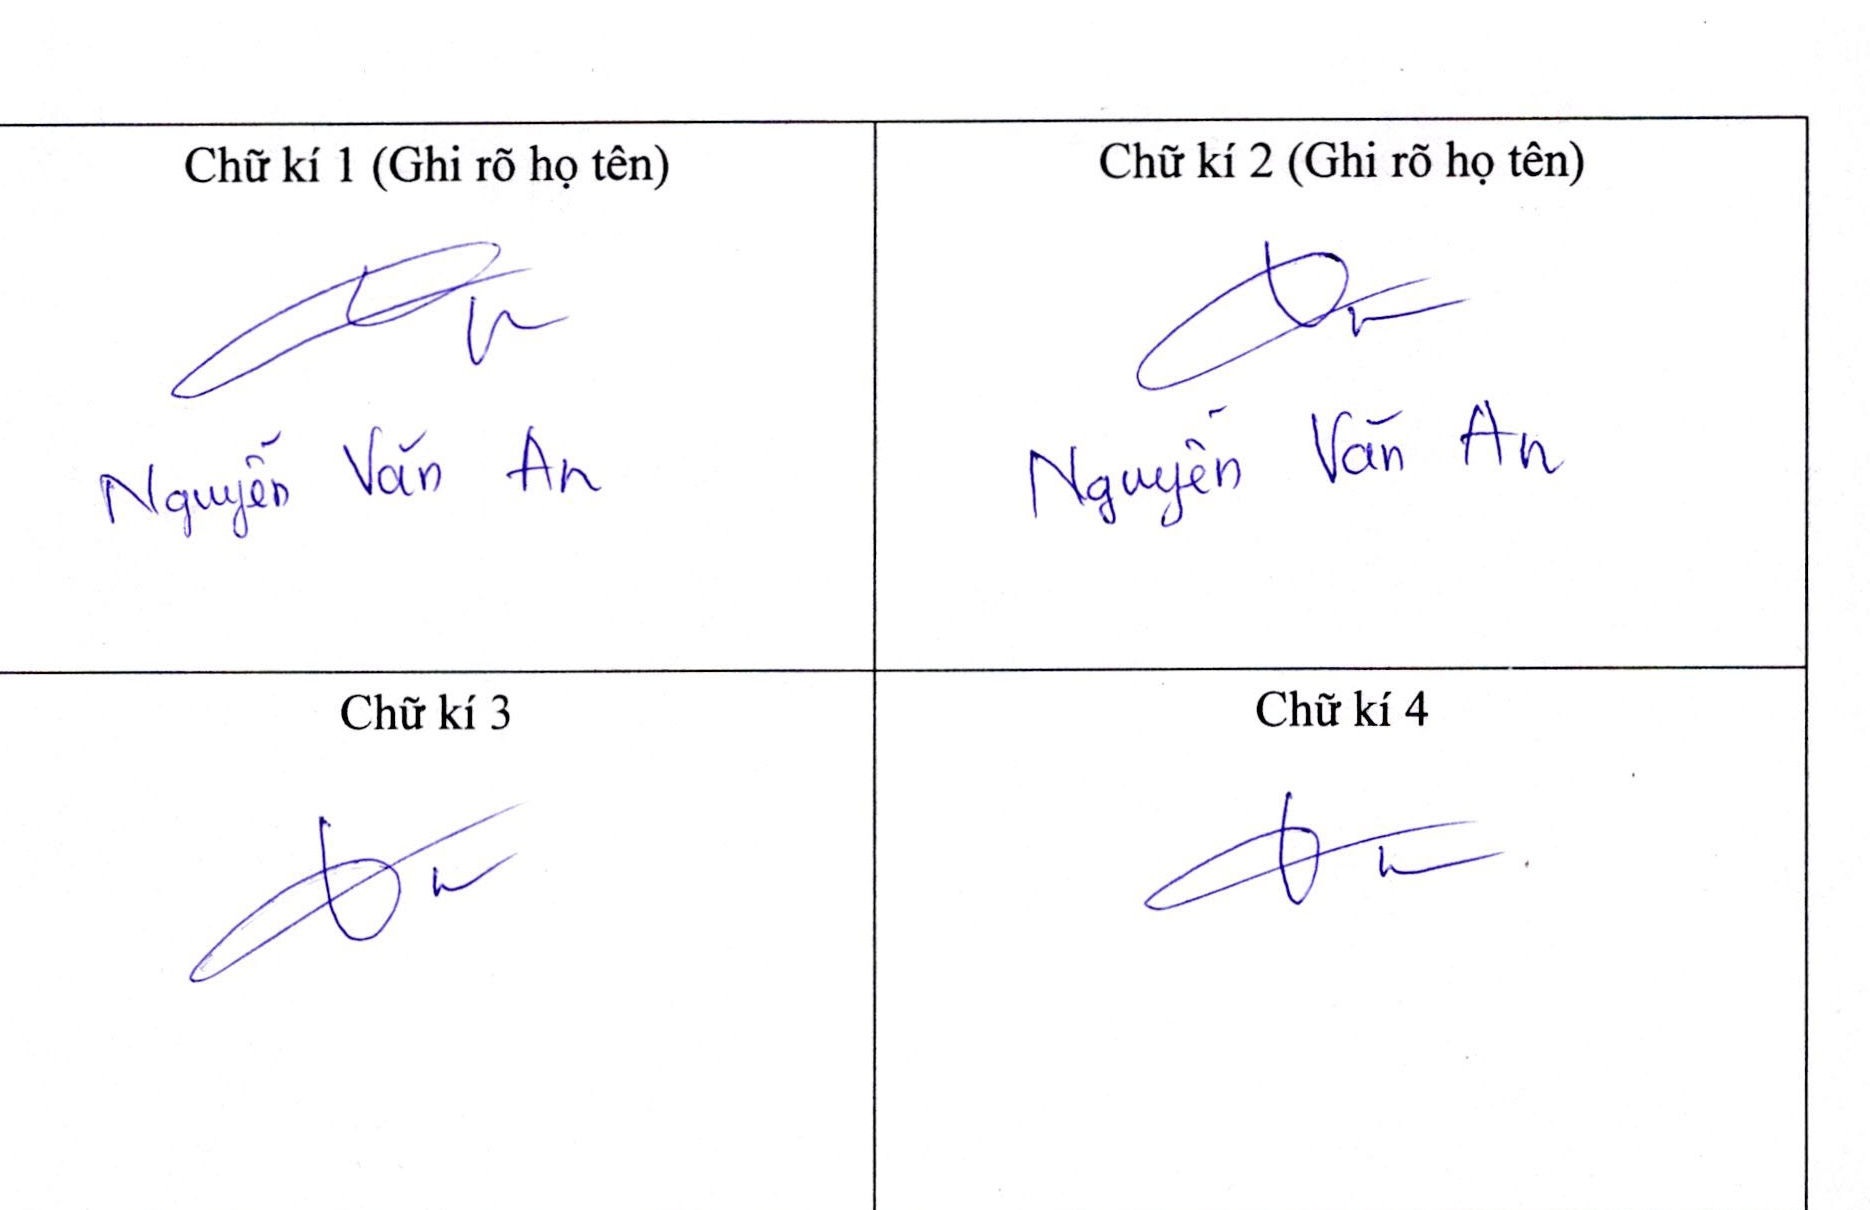 Chữ kí 1 (Ghi rõ họ tên)
Nguyễn Văn An
Chữ kí 2 (Ghi rõ họ tên)
Nguyễn Văn An
Chữ kí 3
Chữ kí 4